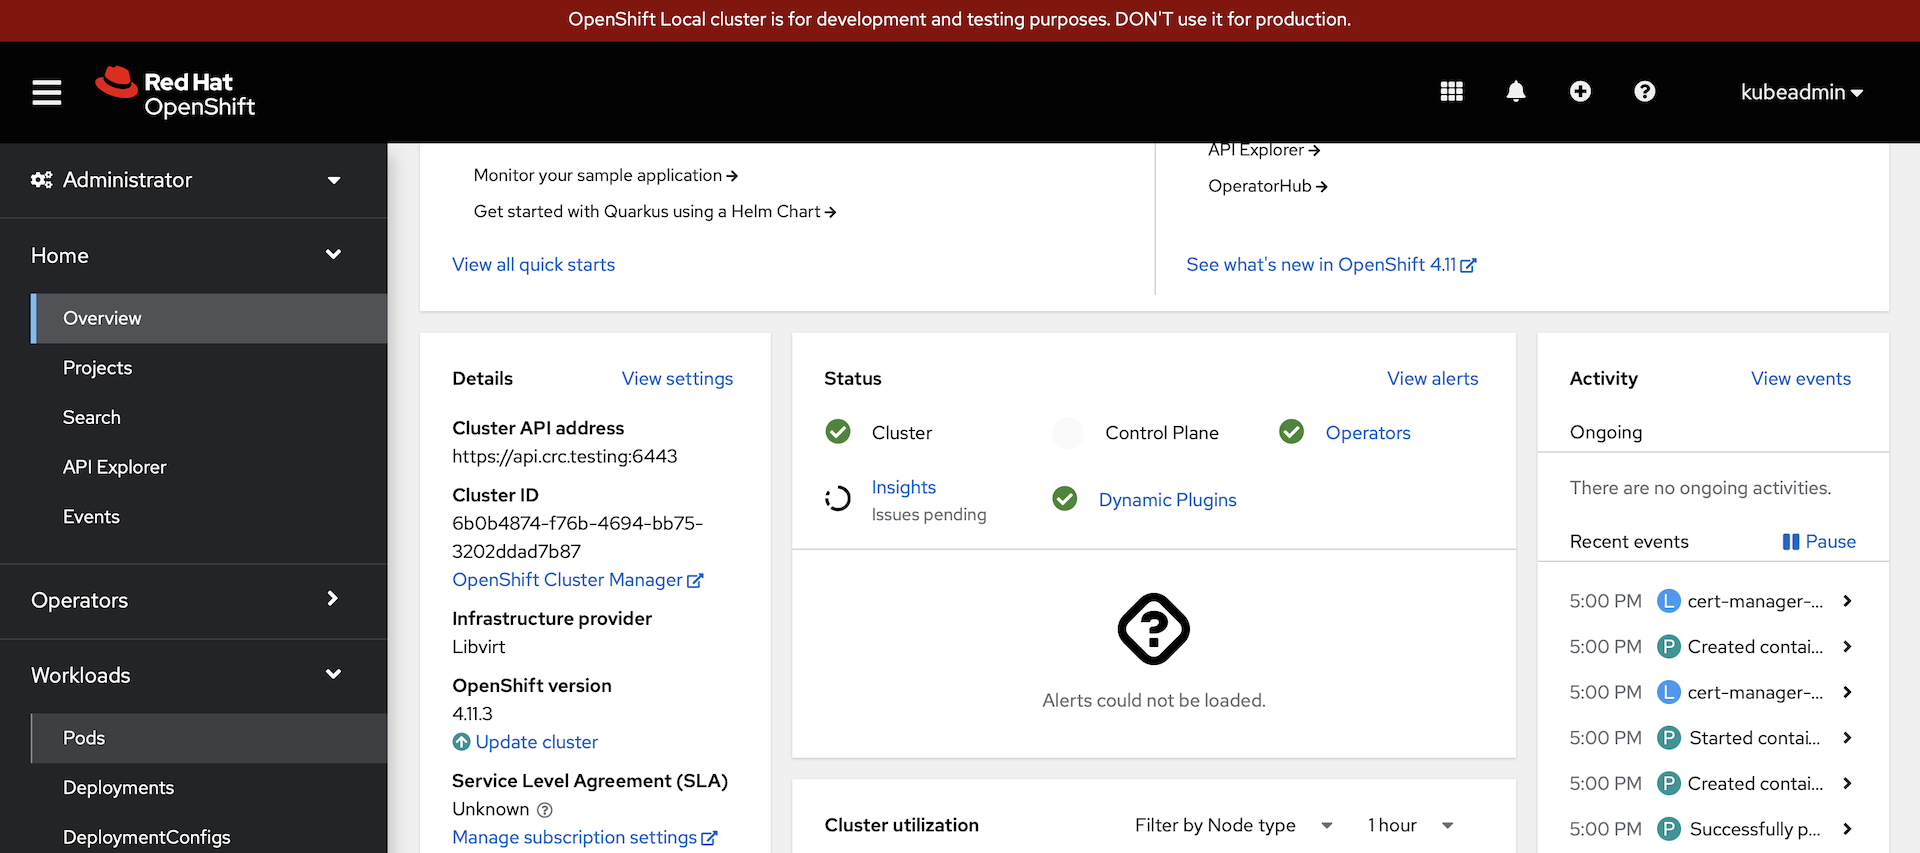 OpenShift Local cluster is for development and testing purposes. DON'T use it for production.
Red Hat
OpenShift
kubeadmin
Administrator
Home
Overview
Projects
Search
API Explorer
Events
Operators
Workloads
Pods
Deployments
DeploymentConfigs
Monitor your sample application
Get started with Quarkus using a Helm Chart
View all quick starts
API Explorer
OperatorHub
See what's new in OpenShift 4.11
Details
View settings
Cluster API address
https://api.crc.testing:6443
Cluster ID
6b0b4874-f76b-4694-bb75-
3202ddad7b87
OpenShift Cluster Manager
Infrastructure provider
Libvirt
OpenShift version
4.11.3
Update cluster
Service Level Agreement (SLA)
Unknown
Manage subscription settings
Status
View alerts
Cluster
Control Plane
Operators
Insights
Issues pending
Dynamic Plugins
Alerts could not be loaded.
Cluster utilization
Filter by Node type
1 hour
Activity
View events
Ongoing
There are no ongoing activities.
Recent events
Pause
5:00 PM L cert-manager-...
5:00 PM P Created contai...
5:00 PM L cert-manager-...
5:00 PM P Started contai...
5:00 PM P Created contai...
5:00 PM P Successfully p...